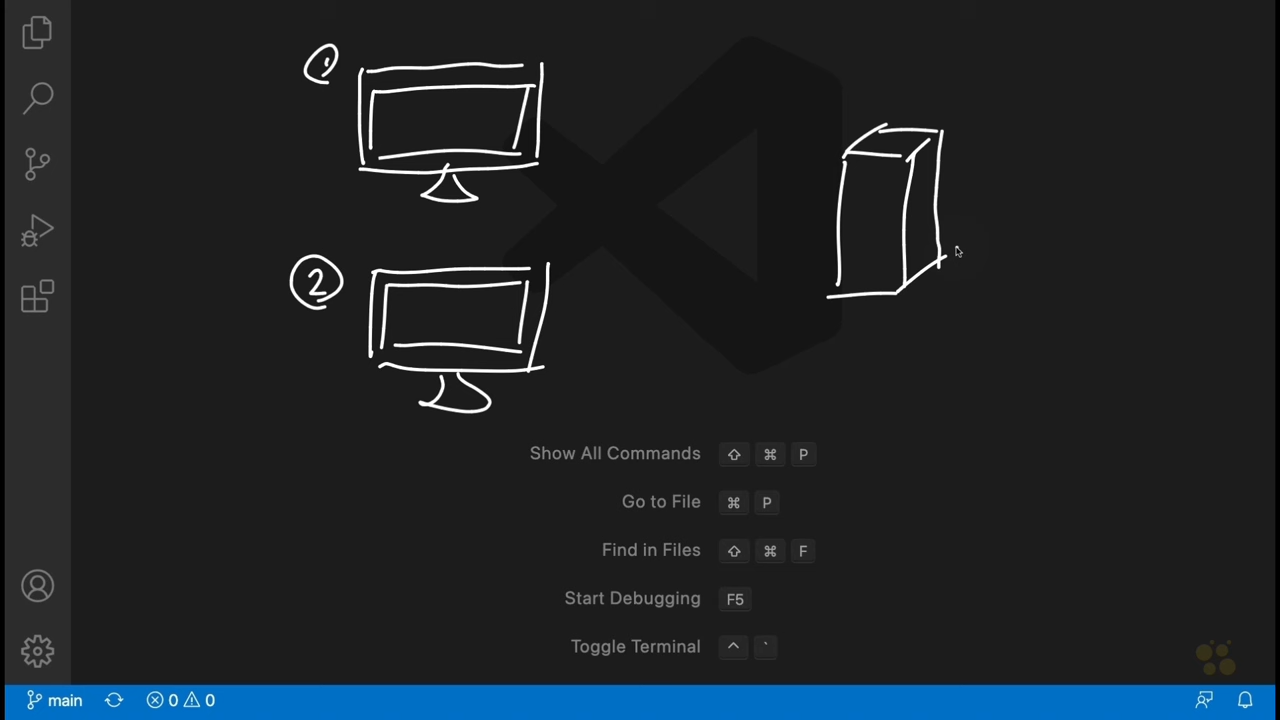 1
2
Show All Commands ⇧ ⌘ P
Go to File ⌘ P
Find in Files ⇧ ⌘ F
Start Debugging F5
Toggle Terminal ^ `
main 0 0